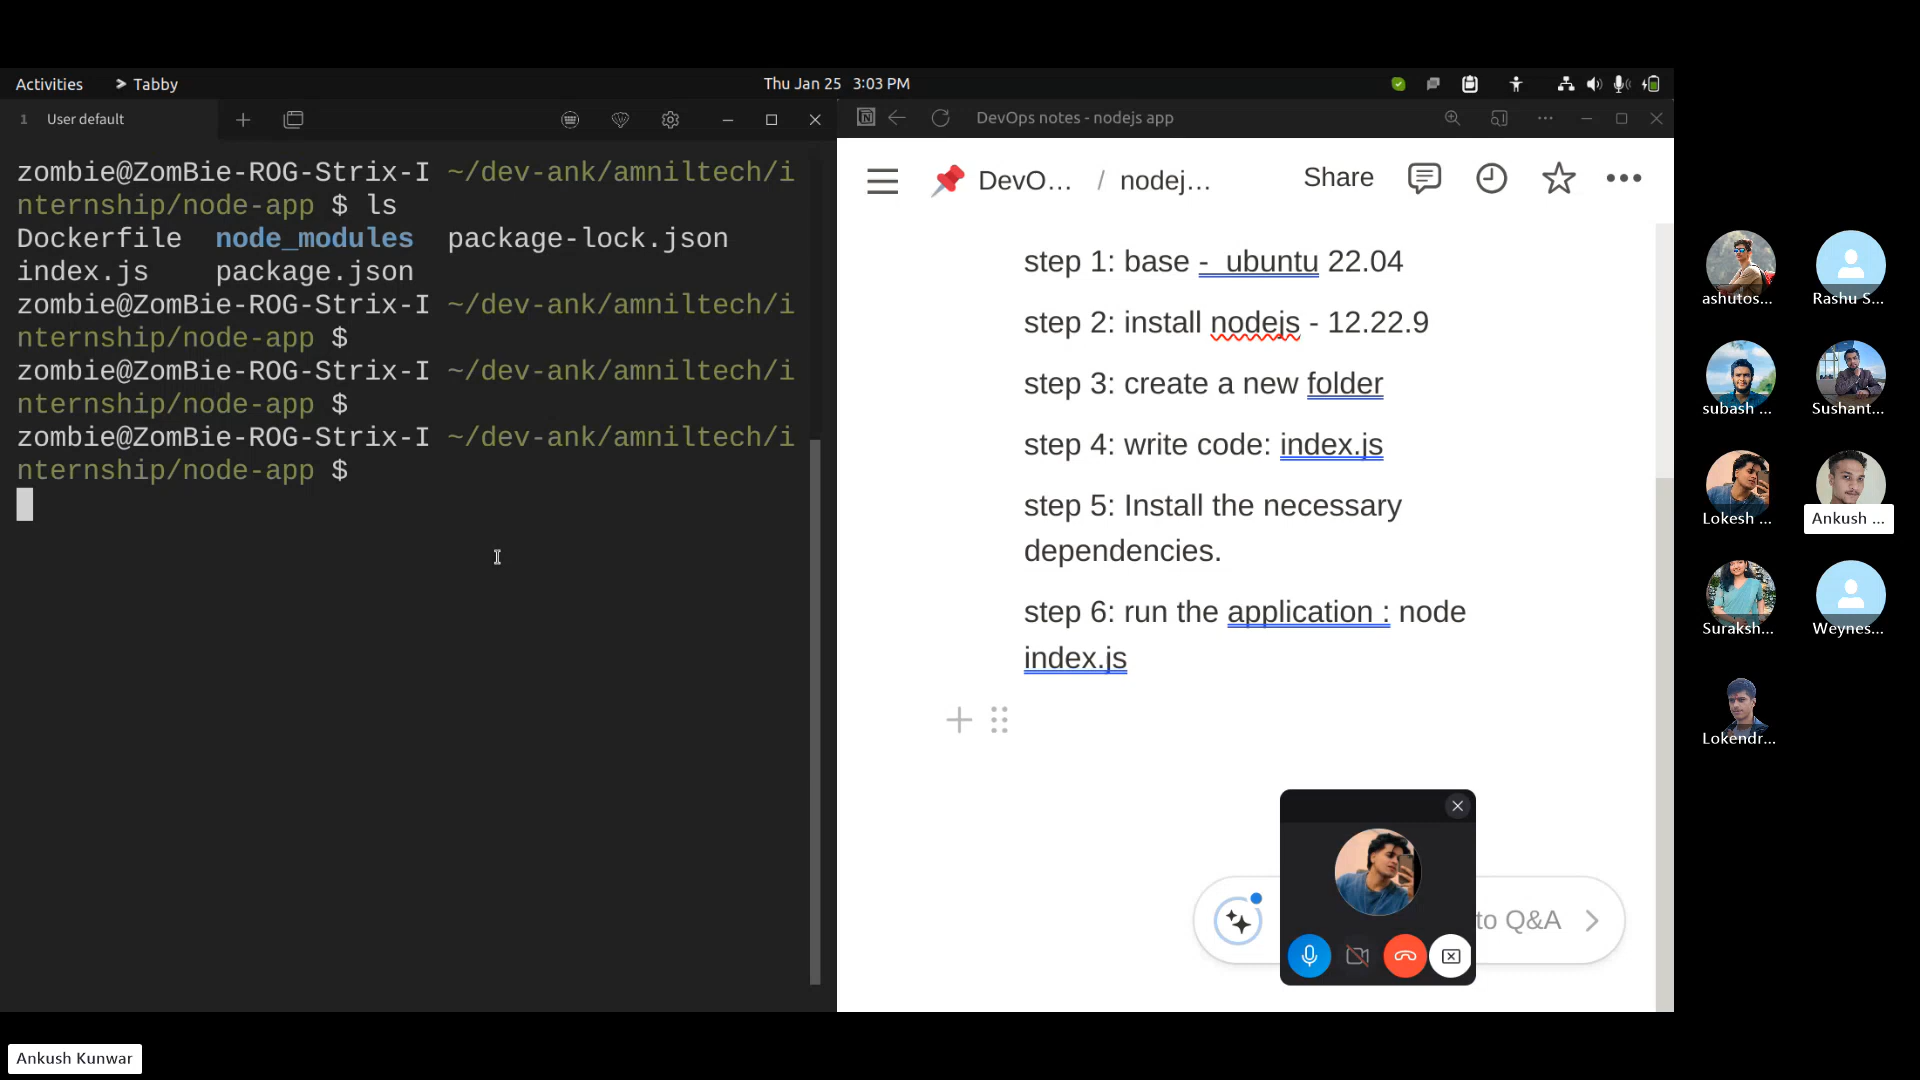 Activities
Tabby
Thu Jan 25 3:03 PM
1 User default
DevOps notes - nodejs app
zombie@ZomBie-ROG-Strix-I ~/dev-ank/amniltech/i
nternship/node-app $ ls
Dockerfile node_modules package-lock.json
index.js package.json
zombie@ZomBie-ROG-Strix-I ~/dev-ank/amniltech/i
nternship/node-app $
zombie@ZomBie-ROG-Strix-I ~/dev-ank/amniltech/i
nternship/node-app $
zombie@ZomBie-ROG-Strix-I ~/dev-ank/amniltech/i
nternship/node-app $
DevO... / nodej...
Share
step 1: base - ubuntu 22.04
step 2: install nodejs - 12.22.9
step 3: create a new folder
step 4: write code: index.js
step 5: Install the necessary
dependencies.
step 6: run the application : node
index.js
to Q&A
ashutos...
Rashu S...
subash ...
Sushant...
Lokesh ...
Ankush ...
Suraksh...
Weynes...
Lokendr...
Ankush Kunwar